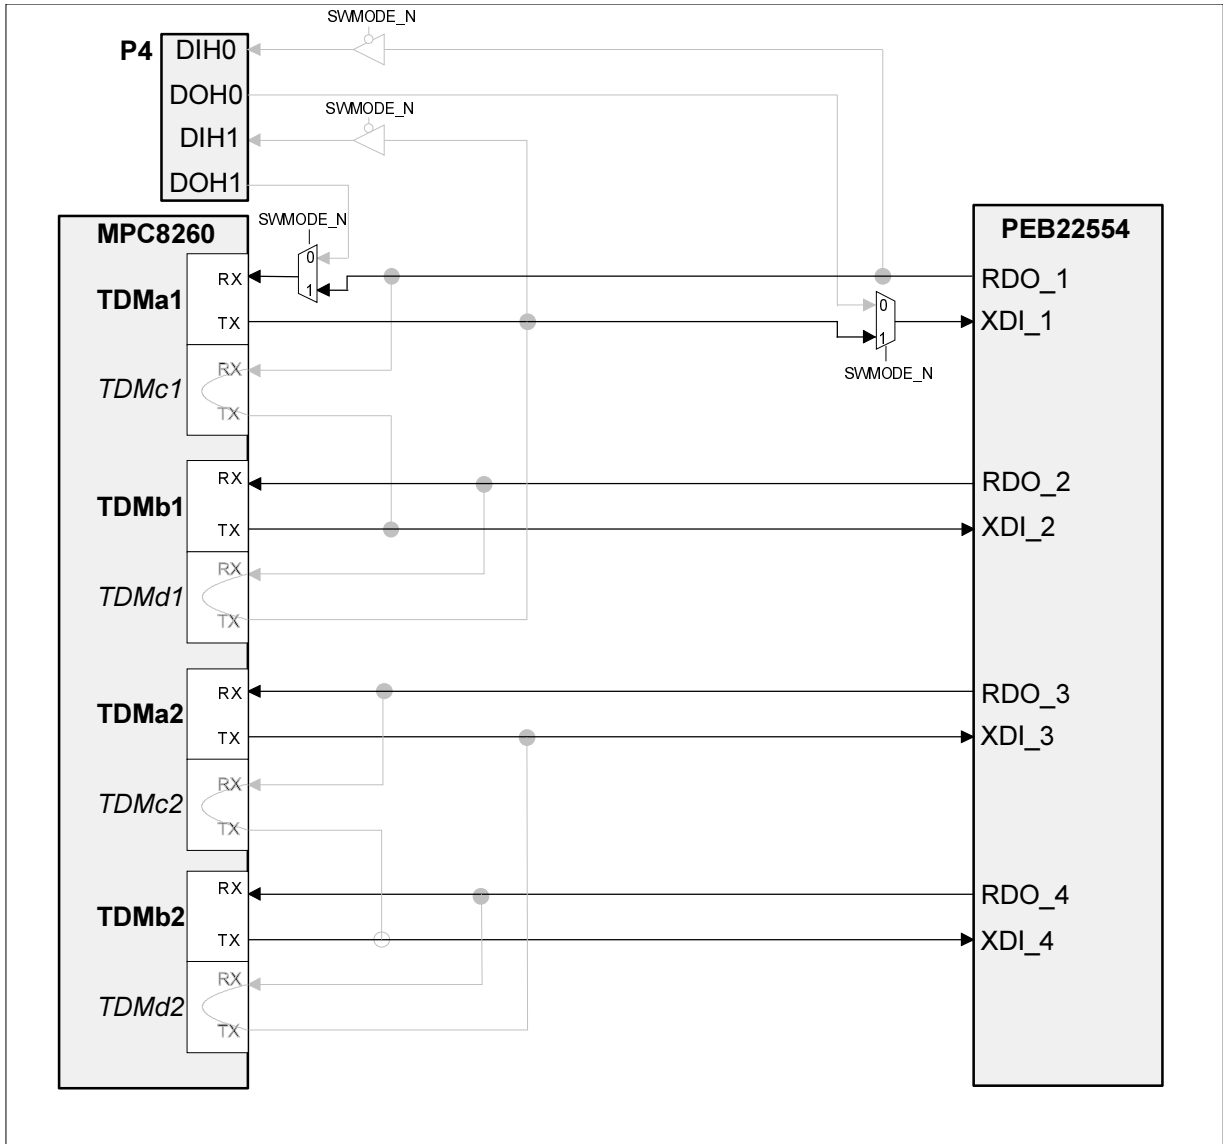 SWMODE_N
P4
DIH0
DOH0
SWMODE_N
DIH1
DOH1
SWMODE_N
MPC8260
PEB22554
0
RX
1
RDO_1
TDMa1
0
TX
XDI_1
1
SWMODE_N
RX
TDMc1
TX
RX
RDO_2
TDMb1
TX
XDI_2
RX
TDMd1
TX
RX
RDO_3
TDMa2
TX
XDI_3
RX
TDMc2
TX
RX
RDO_4
TDMb2
TX
XDI_4
RX
TDMd2
TX